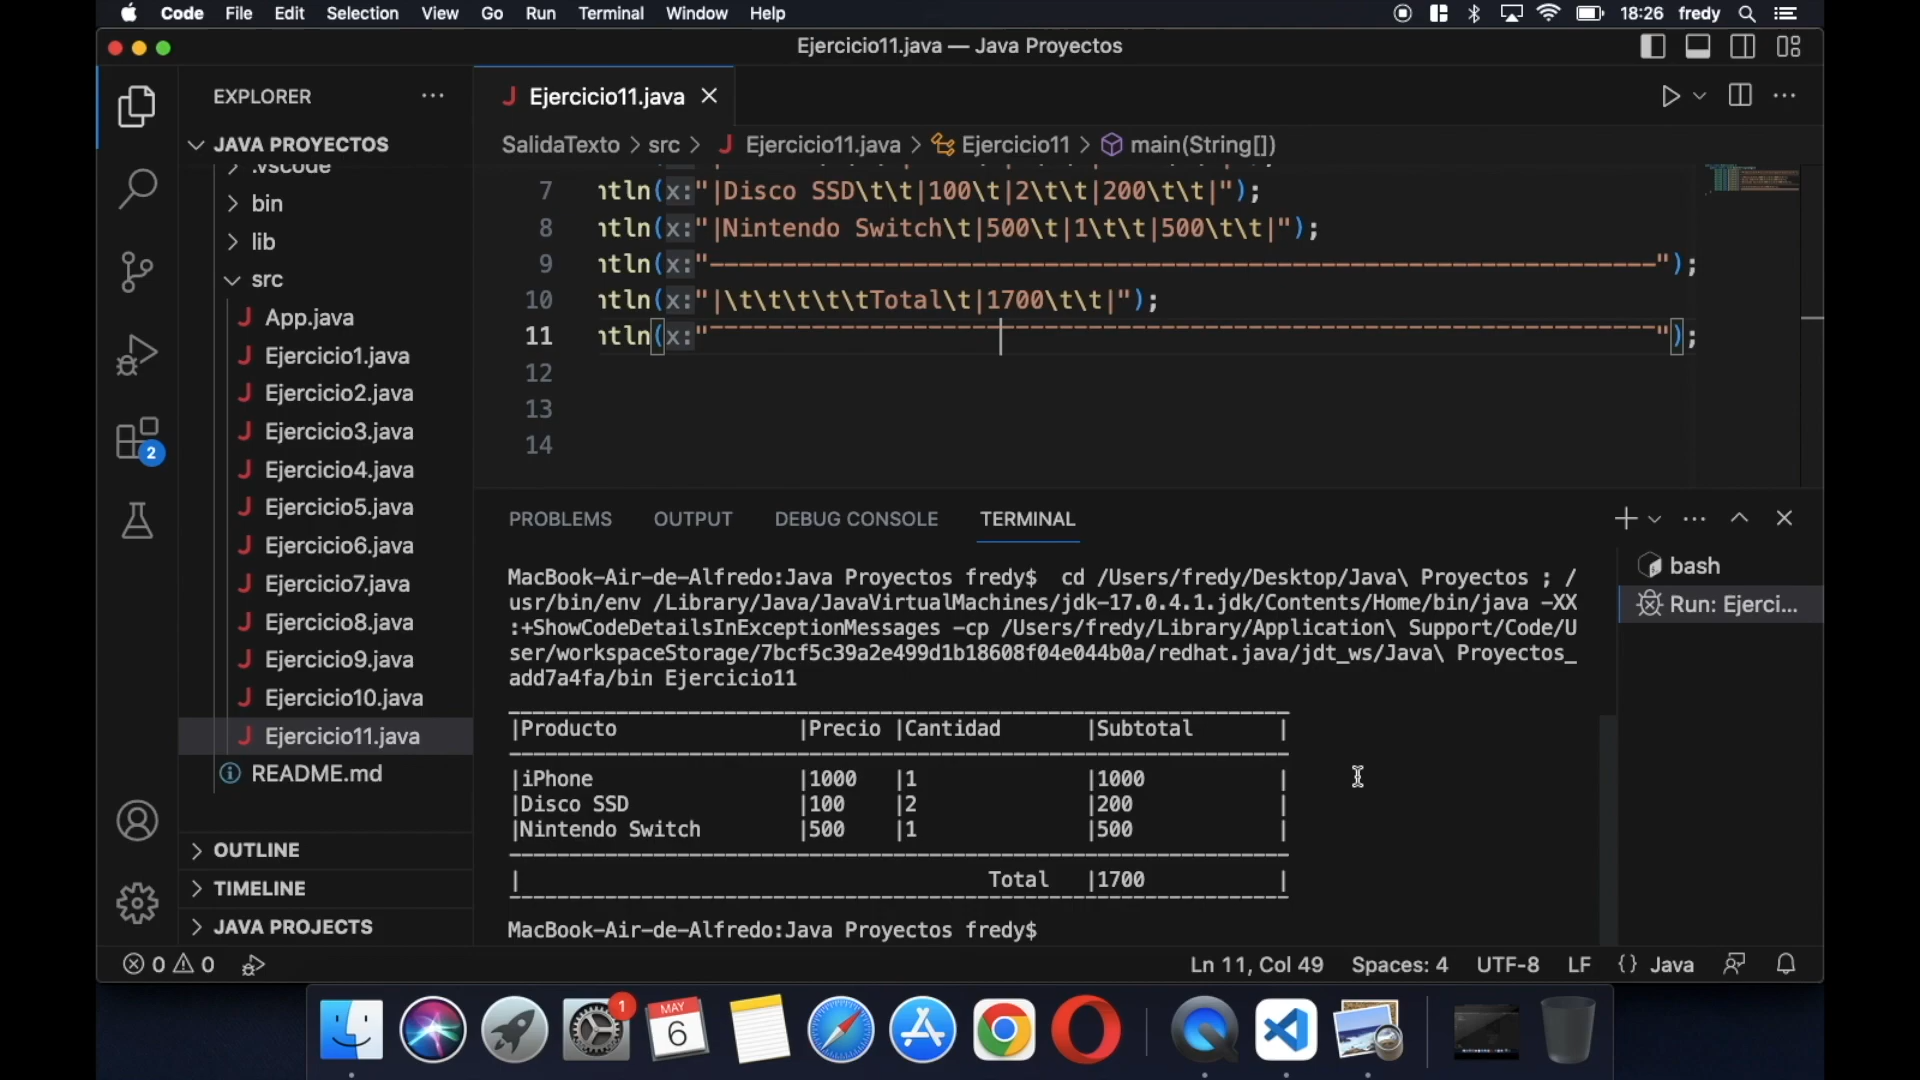 Code File Edit Selection View Go Run Terminal Window Help 18:26 fredy
Ejercicio11.java — Java Proyectos
EXPLORER
JAVA PROYECTOS
.vscode
bin
lib
src
App.java
Ejercicio1.java
Ejercicio2.java
Ejercicio3.java
Ejercicio4.java
Ejercicio5.java
Ejercicio6.java
Ejercicio7.java
Ejercicio8.java
Ejercicio9.java
Ejercicio10.java
Ejercicio11.java
README.md
OUTLINE
TIMELINE
JAVA PROJECTS
2
Ejercicio11.java
SalidaTexto > src > Ejercicio11.java > Ejercicio11 > main(String[])
7 ntln(x:"|Disco SSD\t\t|100\t|2\t\t|200\t\t|");
8 ntln(x:"|Nintendo Switch\t|500\t|1\t\t|500\t\t|");
9 ntln(x:"—————————————————————————————————————————————————————————————————");
10 ntln(x:"|\t\t\t\t\tTotal\t|1700\t\t|");
11 ntln(x:"¯¯¯¯¯¯¯¯¯¯¯¯¯¯¯¯¯¯¯¯¯¯¯¯¯¯¯¯¯¯¯¯¯¯¯¯¯¯¯¯¯¯¯¯¯¯¯¯¯¯¯¯¯¯¯¯¯¯¯¯¯¯¯¯¯");
12
13
14
PROBLEMS OUTPUT DEBUG CONSOLE TERMINAL
bash
Run: Ejerci...
MacBook-Air-de-Alfredo:Java Proyectos fredy$ cd /Users/fredy/Desktop/Java\ Proyectos ; /
usr/bin/env /Library/Java/JavaVirtualMachines/jdk-17.0.4.1.jdk/Contents/Home/bin/java -XX
:+ShowCodeDetailsInExceptionMessages -cp /Users/fredy/Library/Application\ Support/Code/U
ser/workspaceStorage/7bcf5c39a2e499d1b18608f04e044b0a/redhat.java/jdt_ws/Java\ Proyectos_
add7a4fa/bin Ejercicio11
|Producto |Precio |Cantidad |Subtotal |
|iPhone |1000 |1 |1000 |
|Disco SSD |100 |2 |200 |
|Nintendo Switch |500 |1 |500 |
| Total |1700 |
MacBook-Air-de-Alfredo:Java Proyectos fredy$
0 0 Ln 11, Col 49 Spaces: 4 UTF-8 LF {} Java
1
MAY
6